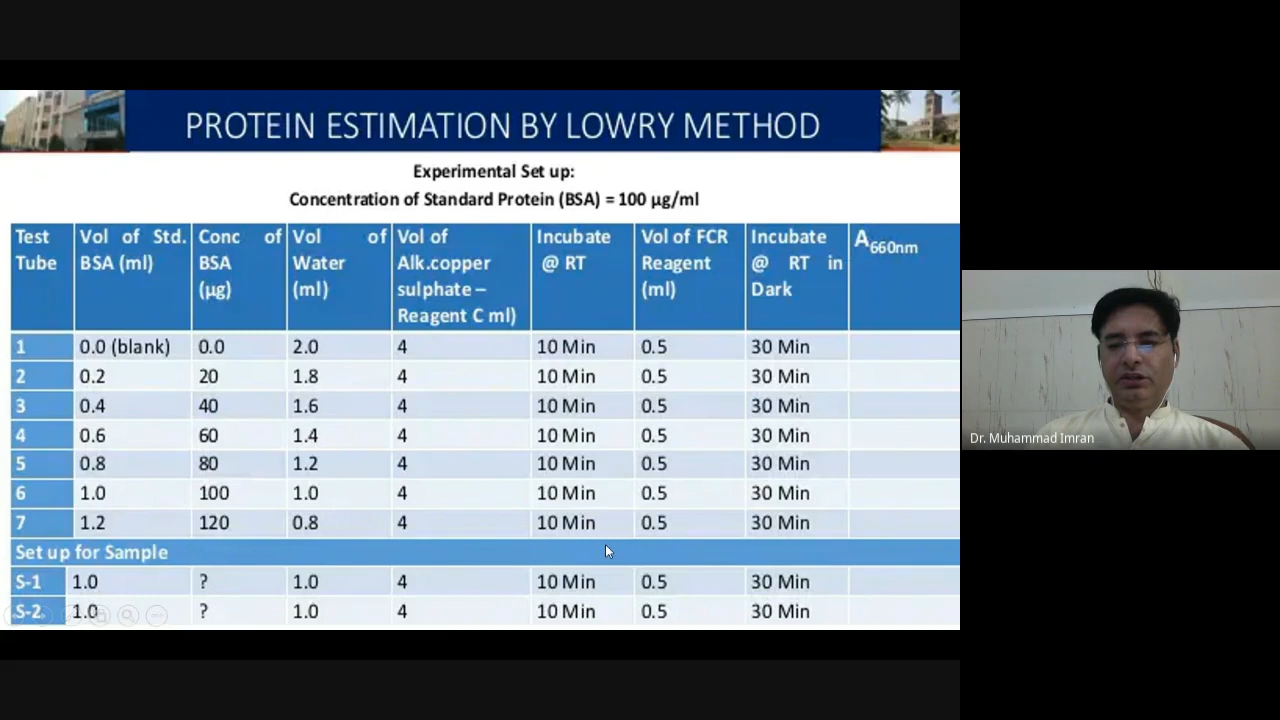 PROTEIN ESTIMATION BY LOWRY METHOD
Experimental Set up:
Concentration of Standard Protein (BSA) = 100 µg/ml
Test Tube | Vol of Std. BSA (ml) | Conc of BSA (µg) | Vol of Water (ml) | Vol of Alk.copper sulphate – Reagent C ml) | Incubate @ RT | Vol of FCR Reagent (ml) | Incubate @ RT in Dark | A660nm
1 | 0.0 (blank) | 0.0 | 2.0 | 4 | 10 Min | 0.5 | 30 Min
2 | 0.2 | 20 | 1.8 | 4 | 10 Min | 0.5 | 30 Min
3 | 0.4 | 40 | 1.6 | 4 | 10 Min | 0.5 | 30 Min
4 | 0.6 | 60 | 1.4 | 4 | 10 Min | 0.5 | 30 Min
5 | 0.8 | 80 | 1.2 | 4 | 10 Min | 0.5 | 30 Min
6 | 1.0 | 100 | 1.0 | 4 | 10 Min | 0.5 | 30 Min
7 | 1.2 | 120 | 0.8 | 4 | 10 Min | 0.5 | 30 Min
Set up for Sample
S-1 | 1.0 | ? | 1.0 | 4 | 10 Min | 0.5 | 30 Min
S-2 | 1.0 | ? | 1.0 | 4 | 10 Min | 0.5 | 30 Min
Dr. Muhammad Imran